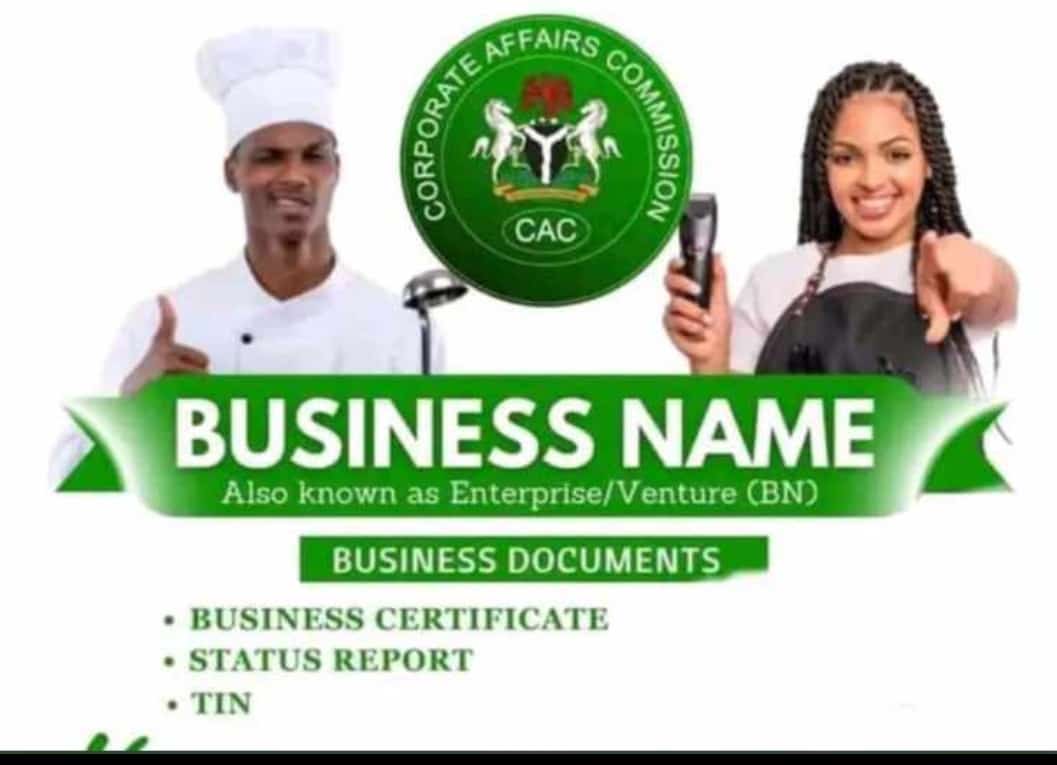 CORPORATE AFFAIRS COMMISSION
CAC
BUSINESS NAME
Also known as Enterprise/Venture (BN)
BUSINESS DOCUMENTS
• BUSINESS CERTIFICATE
• STATUS REPORT
• TIN